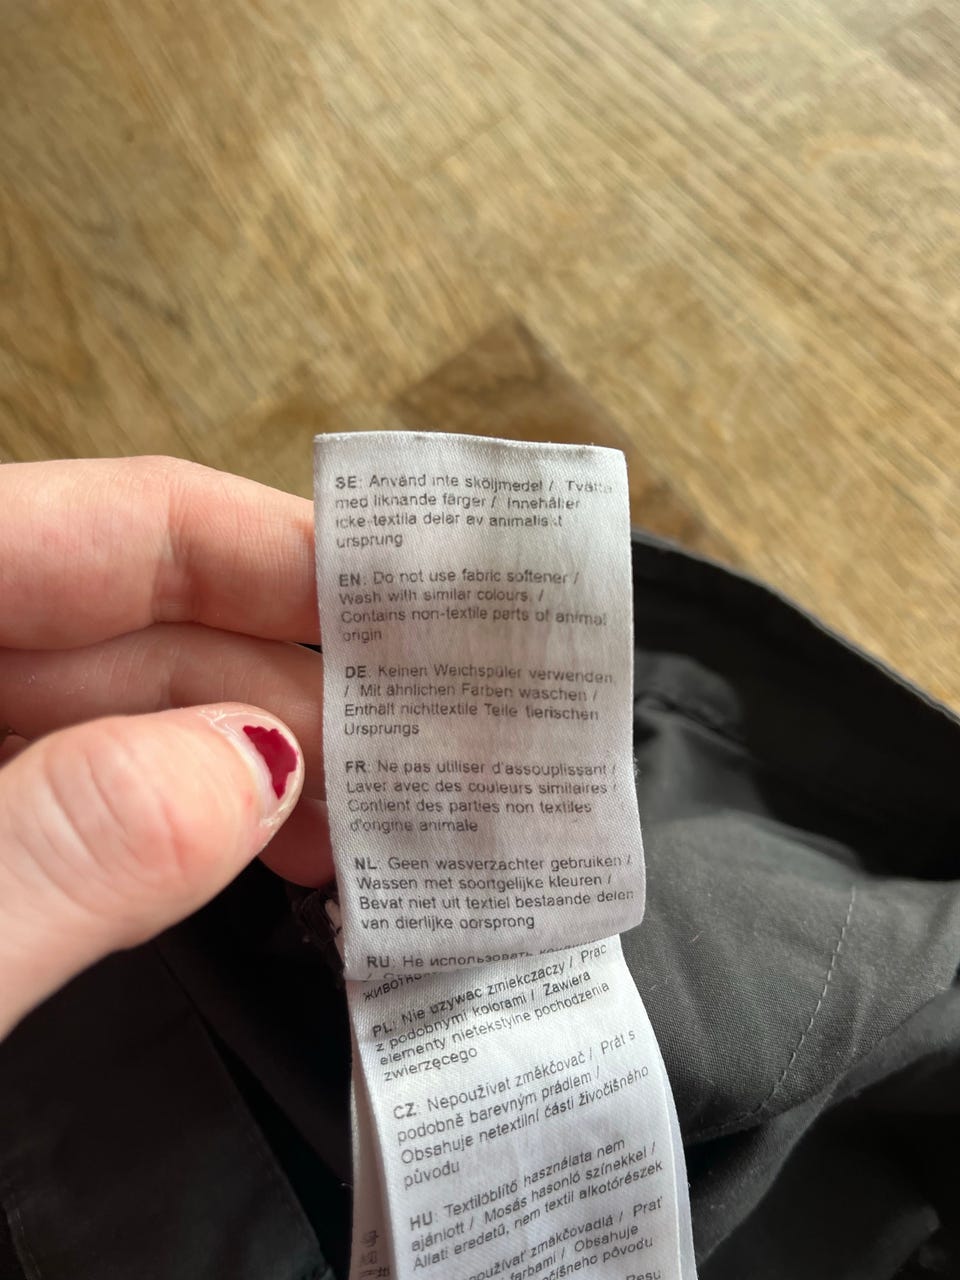 SE: Använd inte sköljmedel / Tvätta
med liknande färger / Innehåller
icke-textila delar av animaliskt
ursprung
EN: Do not use fabric softener /
Wash with similar colours. /
Contains non-textile parts of animal
origin
DE: Keinen Weichspüler verwenden
/ Mit ähnlichen Farben waschen /
Enthält nichttextile Teile tierischen
Ursprungs
FR: Ne pas utiliser d'assouplissant /
Laver avec des couleurs similaires /
Contient des parties non textiles
d'origine animale
NL: Geen wasverzachter gebruiken /
Wassen met soortgelijke kleuren /
Bevat niet uit textiel bestaande delen
van dierlijke oorsprong
RU: Не использовать
PL: Nie używać zmiękczaczy / Prać
z podobnymi kolorami / Zawiera
elementy nietekstylne pochodzenia
zwierzęcego
CZ: Nepoužívat změkčovač / Prát s
podobně barevným prádlem /
Obsahuje netextilní části živočišného
původu
HU: Textilöblítő használata nem
ajánlott / Mosás hasonló színekkel /
Állati eredetű, nem textil alkotórészek
změkčovadlá / Prať
farbami / Obsahuje
pôvodu